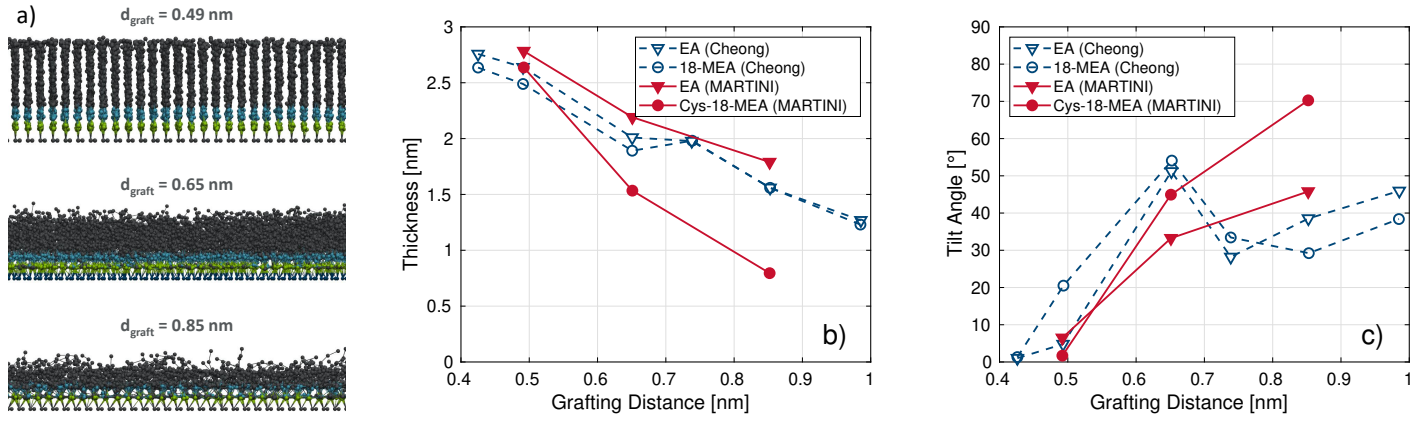 a)
d_graft = 0.49 nm
d_graft = 0.65 nm
d_graft = 0.85 nm
3
2.5
2
1.5
1
0.5
0
Thickness [nm]
EA (Cheong)
18-MEA (Cheong)
EA (MARTINI)
Cys-18-MEA (MARTINI)
b)
0.4 0.5 0.6 0.7 0.8 0.9 1
Grafting Distance [nm]
90
80
70
60
50
40
30
20
10
0
Tilt Angle [°]
EA (Cheong)
18-MEA (Cheong)
EA (MARTINI)
Cys-18-MEA (MARTINI)
c)
0.4 0.5 0.6 0.7 0.8 0.9 1
Grafting Distance [nm]